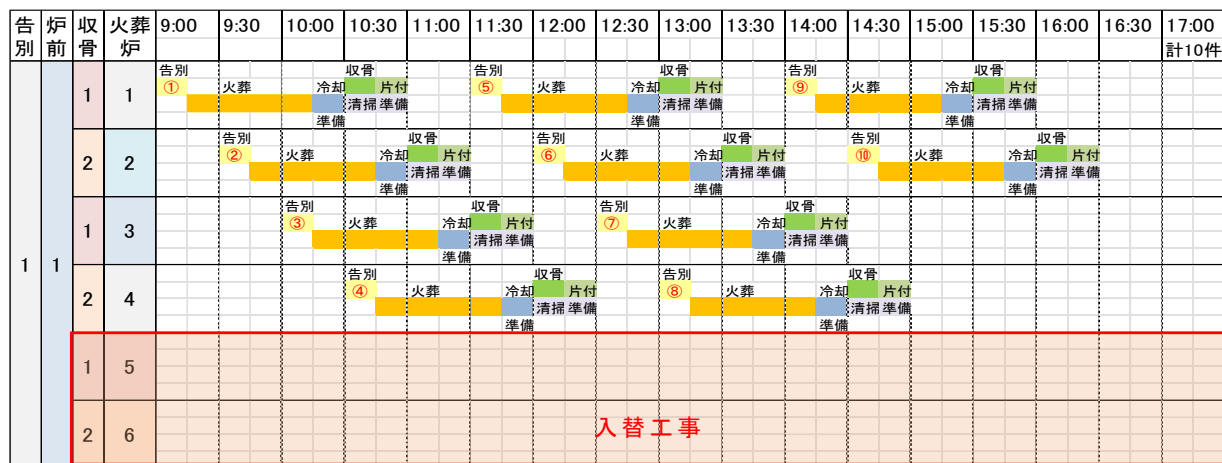 告別 炉前 収骨 火葬炉 9:00 9:30 10:00 10:30 11:00 11:30 12:00 12:30 13:00 13:30 14:00 14:30 15:00 15:30 16:00 16:30 17:00
計10件
告別 収骨 告別 収骨 告別 収骨
1 1 ① 火葬 冷却 片付 ⑤ 火葬 冷却 片付 ⑨ 火葬 冷却 片付
清掃 準備 清掃 準備 清掃 準備
準備 準備 準備
告別 収骨 告別 収骨 告別 収骨
2 2 ② 火葬 冷却 片付 ⑥ 火葬 冷却 片付 ⑩ 火葬 冷却 片付
清掃 準備 清掃 準備 清掃 準備
準備 準備 準備
告別 収骨 告別 収骨
1 3 ③ 火葬 冷却 片付 ⑦ 火葬 冷却 片付
清掃 準備 清掃 準備
準備 準備
1 1
告別 収骨 告別 収骨
2 4 ④ 火葬 冷却 片付 ⑧ 火葬 冷却 片付
清掃 準備 清掃 準備
準備 準備
1 5
2 6 入替工事